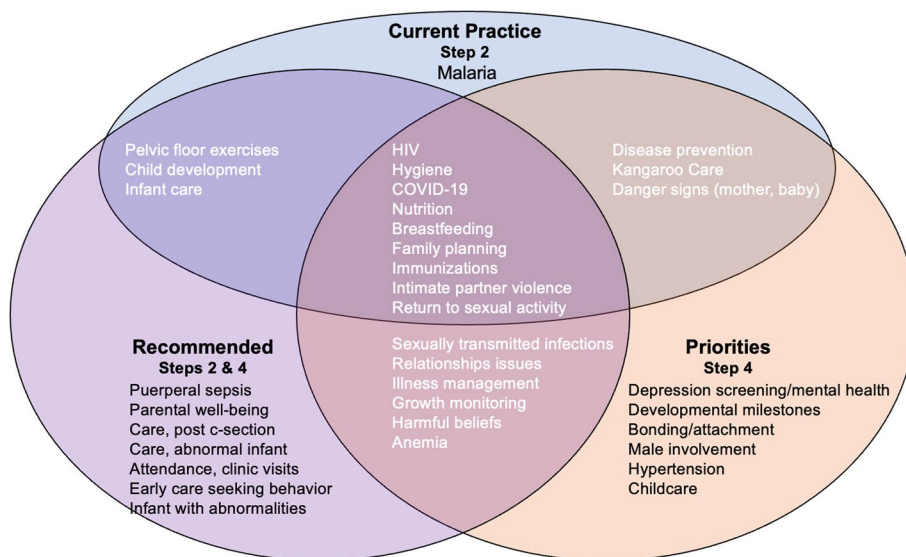 Current Practice
Step 2
Malaria
Pelvic floor exercises
Child development
Infant care
HIV
Hygiene
COVID-19
Nutrition
Breastfeeding
Family planning
Immunizations
Intimate partner violence
Return to sexual activity
Disease prevention
Kangaroo Care
Danger signs (mother, baby)
Recommended
Steps 2 & 4
Puerperal sepsis
Parental well-being
Care, post c-section
Care, abnormal infant
Attendance, clinic visits
Early care seeking behavior
Infant with abnormalities
Sexually transmitted infections
Relationships issues
Illness management
Growth monitoring
Harmful beliefs
Anemia
Priorities
Step 4
Depression screening/mental health
Developmental milestones
Bonding/attachment
Male involvement
Hypertension
Childcare